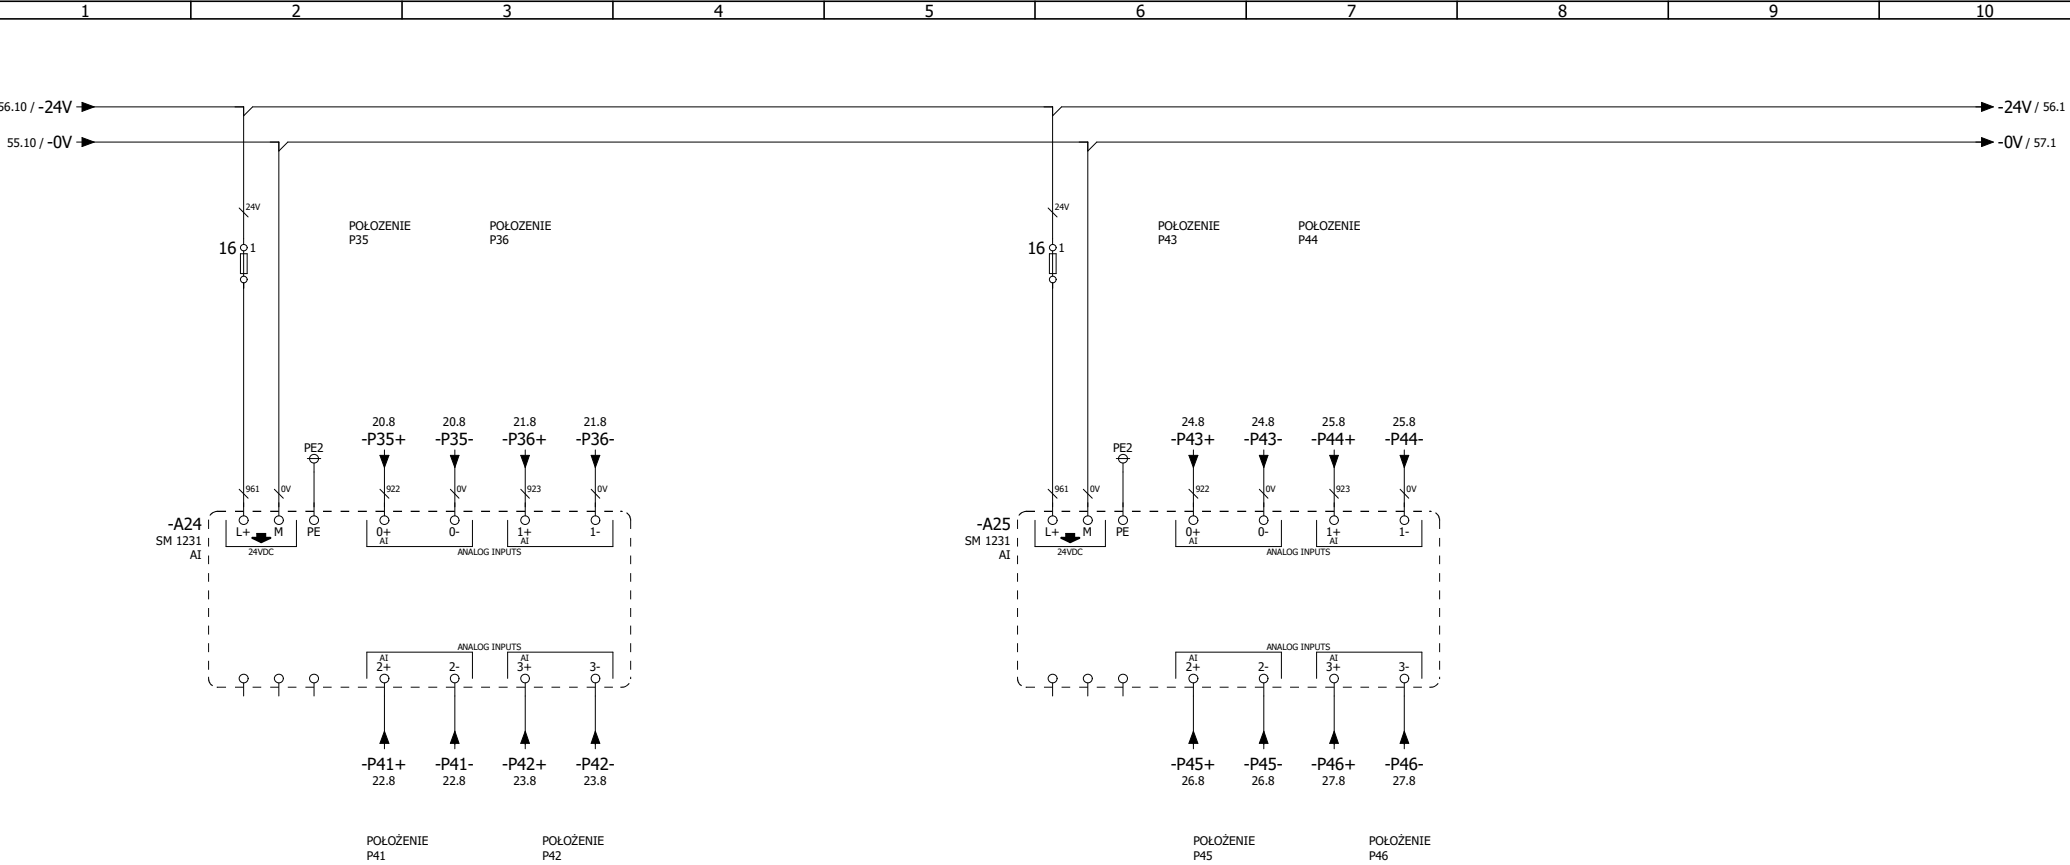 1 2 3 4 5 6 7 8 9 10
56.10 / -24V
-24V / 56.1
55.10 / -0V
-0V / 57.1
24V
24V
POŁOZENIE
P35
POŁOZENIE
P36
POŁOZENIE
P43
POŁOZENIE
P44
16 1
16 1
20.8 20.8 21.8 21.8
-P35+ -P35- -P36+ -P36-
24.8 24.8 25.8 25.8
-P43+ -P43- -P44+ -P44-
PE2
PE2
961 0V 922 0V 923 0V
961 0V 922 0V 923 0V
-A24
SM 1231
AI
L+ M PE 0+ 0- 1+ 1-
AI AI
24VDC
ANALOG INPUTS
-A25
SM 1231
AI
L+ M PE 0+ 0- 1+ 1-
AI AI
24VDC
ANALOG INPUTS
ANALOG INPUTS
AI AI
2+ 2- 3+ 3-
ANALOG INPUTS
AI AI
2+ 2- 3+ 3-
-P41+ -P41- -P42+ -P42-
22.8 22.8 23.8 23.8
-P45+ -P45- -P46+ -P46-
26.8 26.8 27.8 27.8
POŁOŻENIE
P41
POŁOŻENIE
P42
POŁOŻENIE
P45
POŁOŻENIE
P46